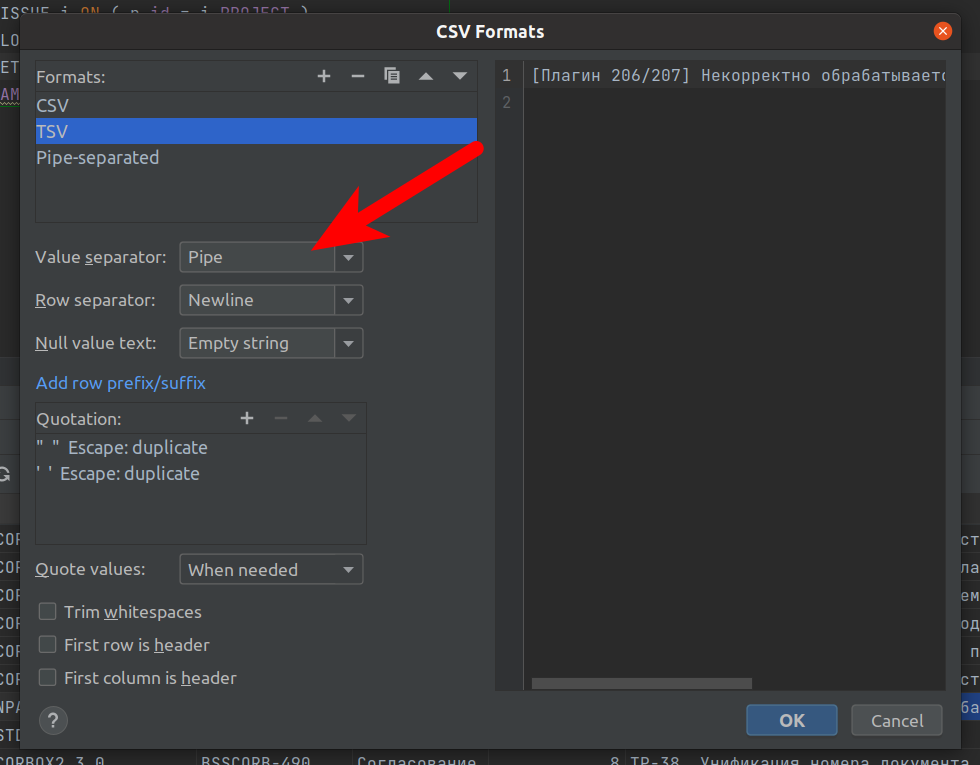 ISSUE i ON ( p.id = i.PROJECT )
CSV Formats
Formats:
CSV
TSV
Pipe-separated
Value separator: Pipe
Row separator: Newline
Null value text: Empty string
Add row prefix/suffix
Quotation:
" " Escape: duplicate
' ' Escape: duplicate
Quote values: When needed
Trim whitespaces
First row is header
First column is header
?
OK
Cancel
1 [Плагин 206/207] Некорректно обрабатываетс
2
CORBOX2.3.0 BSSCORB-490 Согласование 8 ТР-38. Унификация номера документа